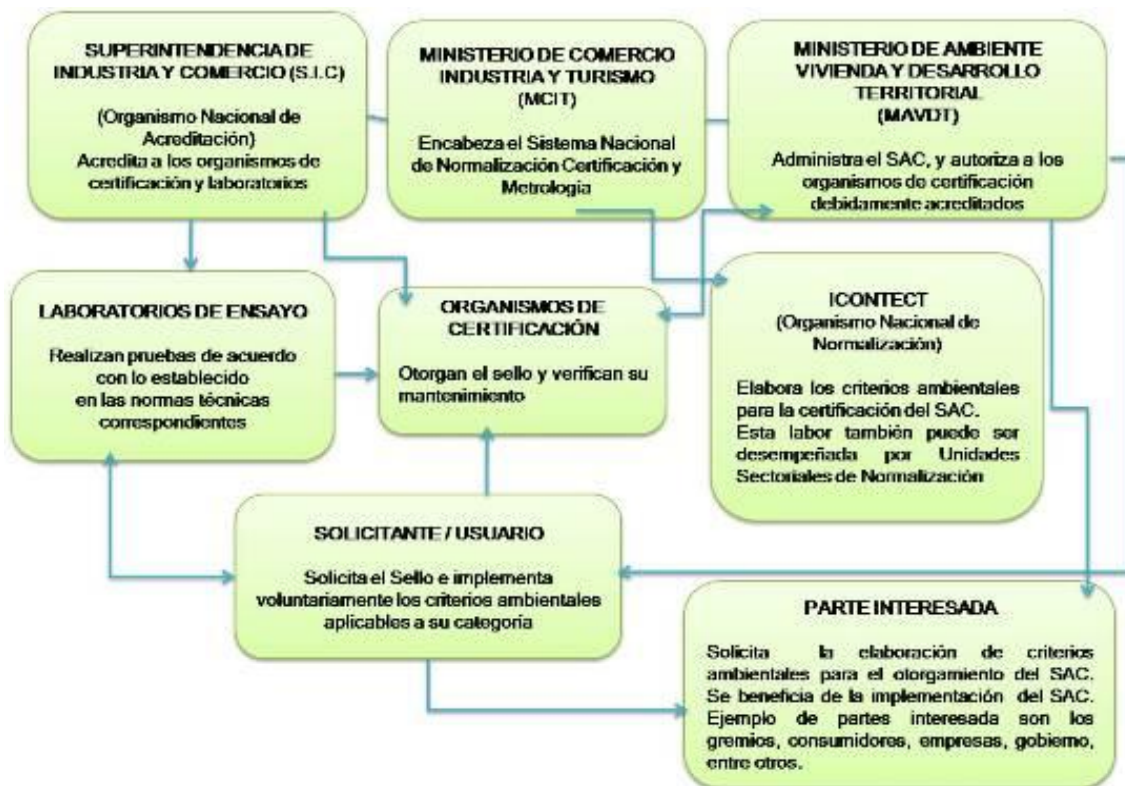 SUPERINTENDENCIA DE
INDUSTRIA Y COMERCIO (S.I.C)
(Organismo Nacional de
Acreditación)
Acredita a los organismos de
certificación y laboratorios
MINISTERIO DE COMERCIO
INDUSTRIA Y TURISMO
(MCIT)
Encabeza el Sistema Nacional
de Normalización Certificación y
Metrología
MINISTERIO DE AMBIENTE
VIVIENDA Y DESARROLLO
TERRITORIAL
(MAVDT)
Administra el SAC, y autoriza a los
organismos de certificación
debidamente acreditados
LABORATORIOS DE ENSAYO
Realizan pruebas de acuerdo
con lo establecido
en las normas técnicas
correspondientes
ORGANISMOS DE
CERTIFICACIÓN
Otorgan el sello y verifican su
mantenimiento
ICONTECT
(Organismo Nacional de
Normalización)
Elabora los criterios ambientales
para la certificación del SAC.
Esta labor también puede ser
desempeñada por Unidades
Sectoriales de Normalización
SOLICITANTE / USUARIO
Solicita el Sello e implementa
voluntariamente los criterios ambientales
aplicables a su categoría
PARTE INTERESADA
Solicita la elaboración de criterios
ambientales para el otorgamiento del SAC.
Se beneficia de la implementación del SAC.
Ejemplo de partes interesada son los
gremios, consumidores, empresas, gobierno,
entre otros.